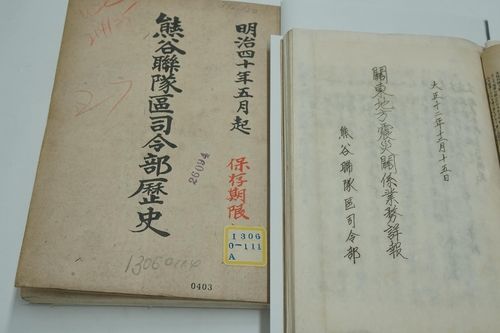 明治四十年五月起
熊谷聯隊區司令部歷史
保存期限
26094
1306
0-111
A
0403
大正十二年十二月十五日
關東地方震災關係業務詳報
熊谷聯隊區司令部